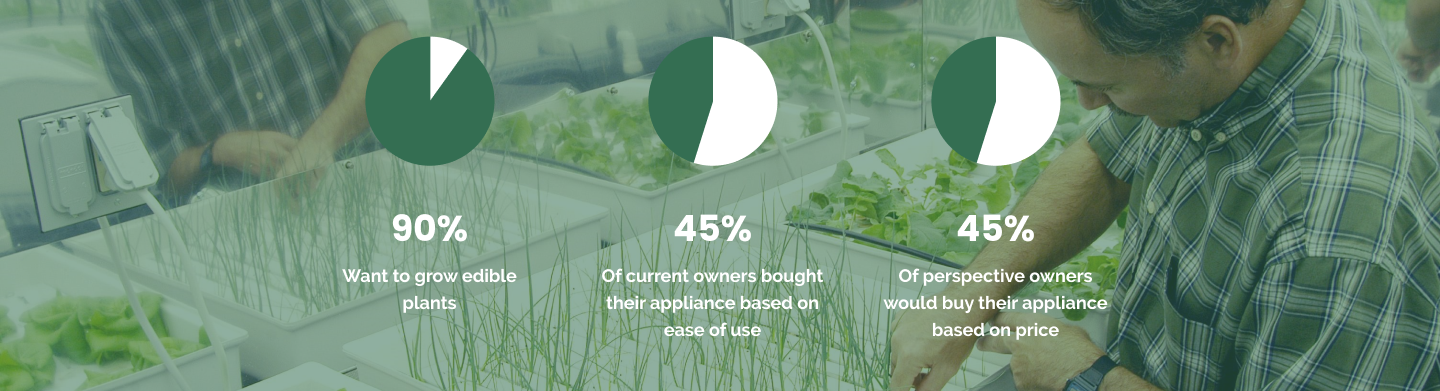 90%
Want to grow edible
plants
45%
Of current owners bought
their appliance based on
ease of use
45%
Of perspective owners
would buy their appliance
based on price